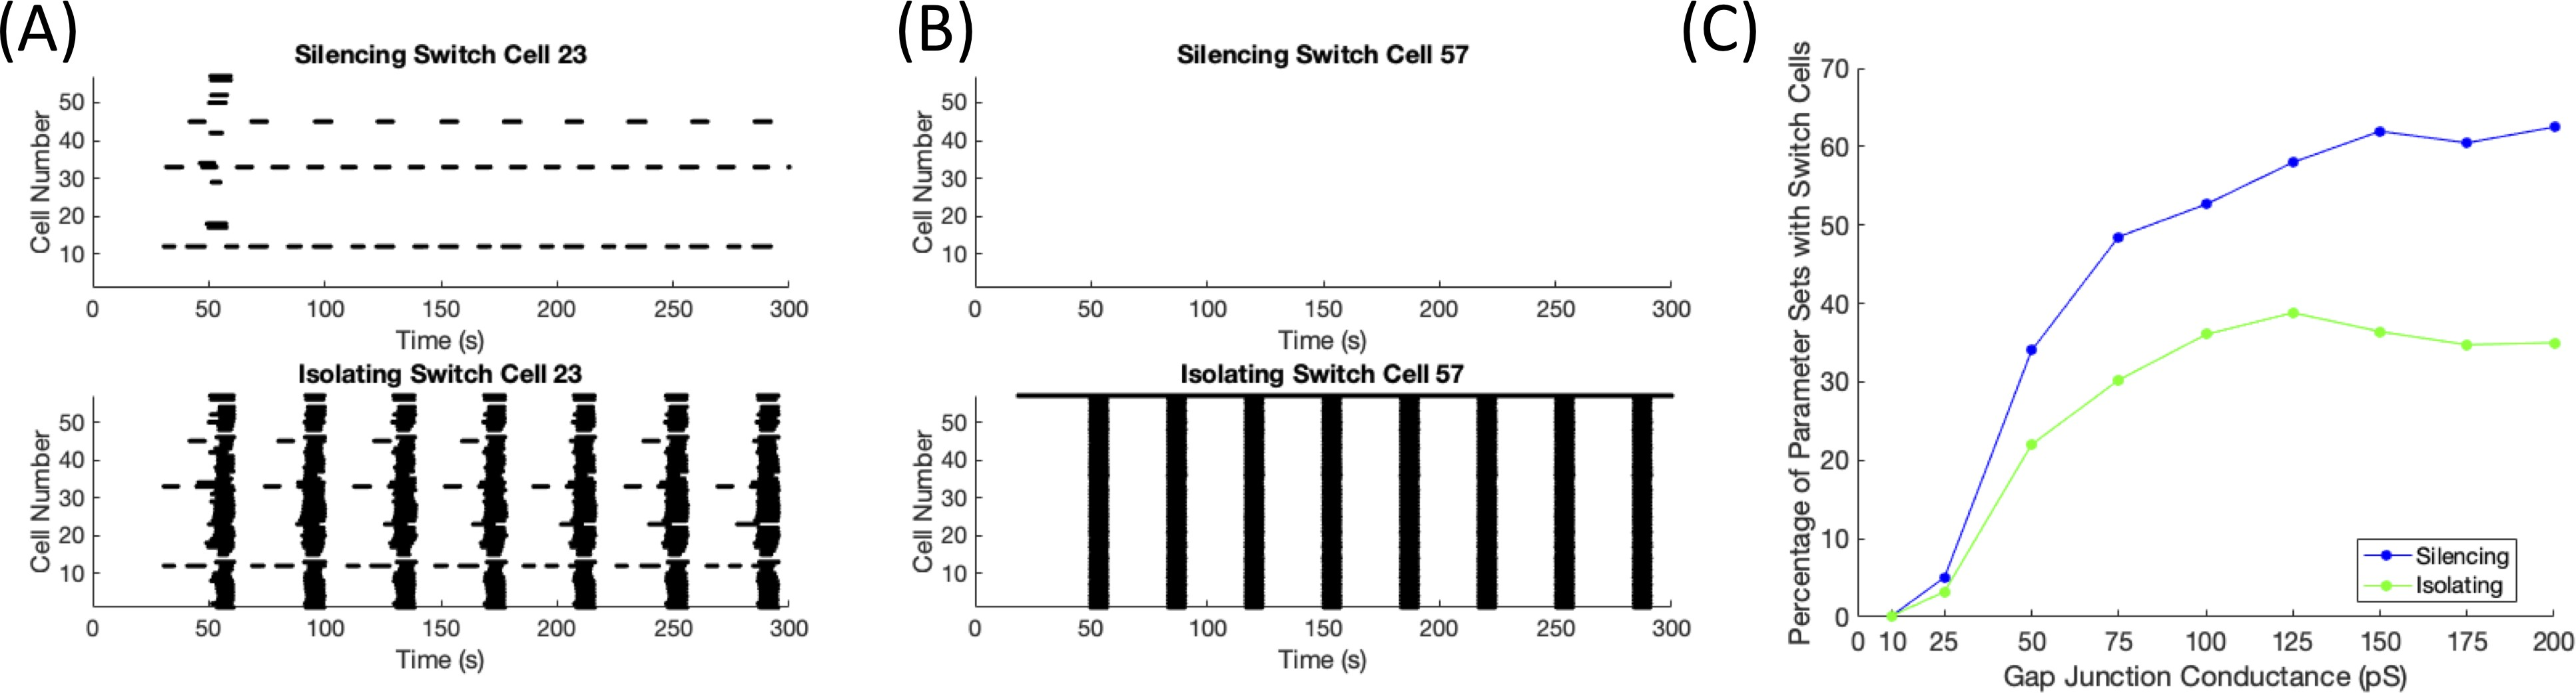 (A)
Silencing Switch Cell 23
Cell Number
50
40
30
20
10
0 50 100 150 200 250 300
Time (s)
Isolating Switch Cell 23
Cell Number
50
40
30
20
10
0 50 100 150 200 250 300
Time (s)
(B)
Silencing Switch Cell 57
Cell Number
50
40
30
20
10
0 50 100 150 200 250 300
Time (s)
Isolating Switch Cell 57
Cell Number
50
40
30
20
10
0 50 100 150 200 250 300
Time (s)
(C)
Percentage of Parameter Sets with Switch Cells
70
60
50
40
30
20
10
0
Silencing
Isolating
0 10 25 50 75 100 125 150 175 200
Gap Junction Conductance (pS)